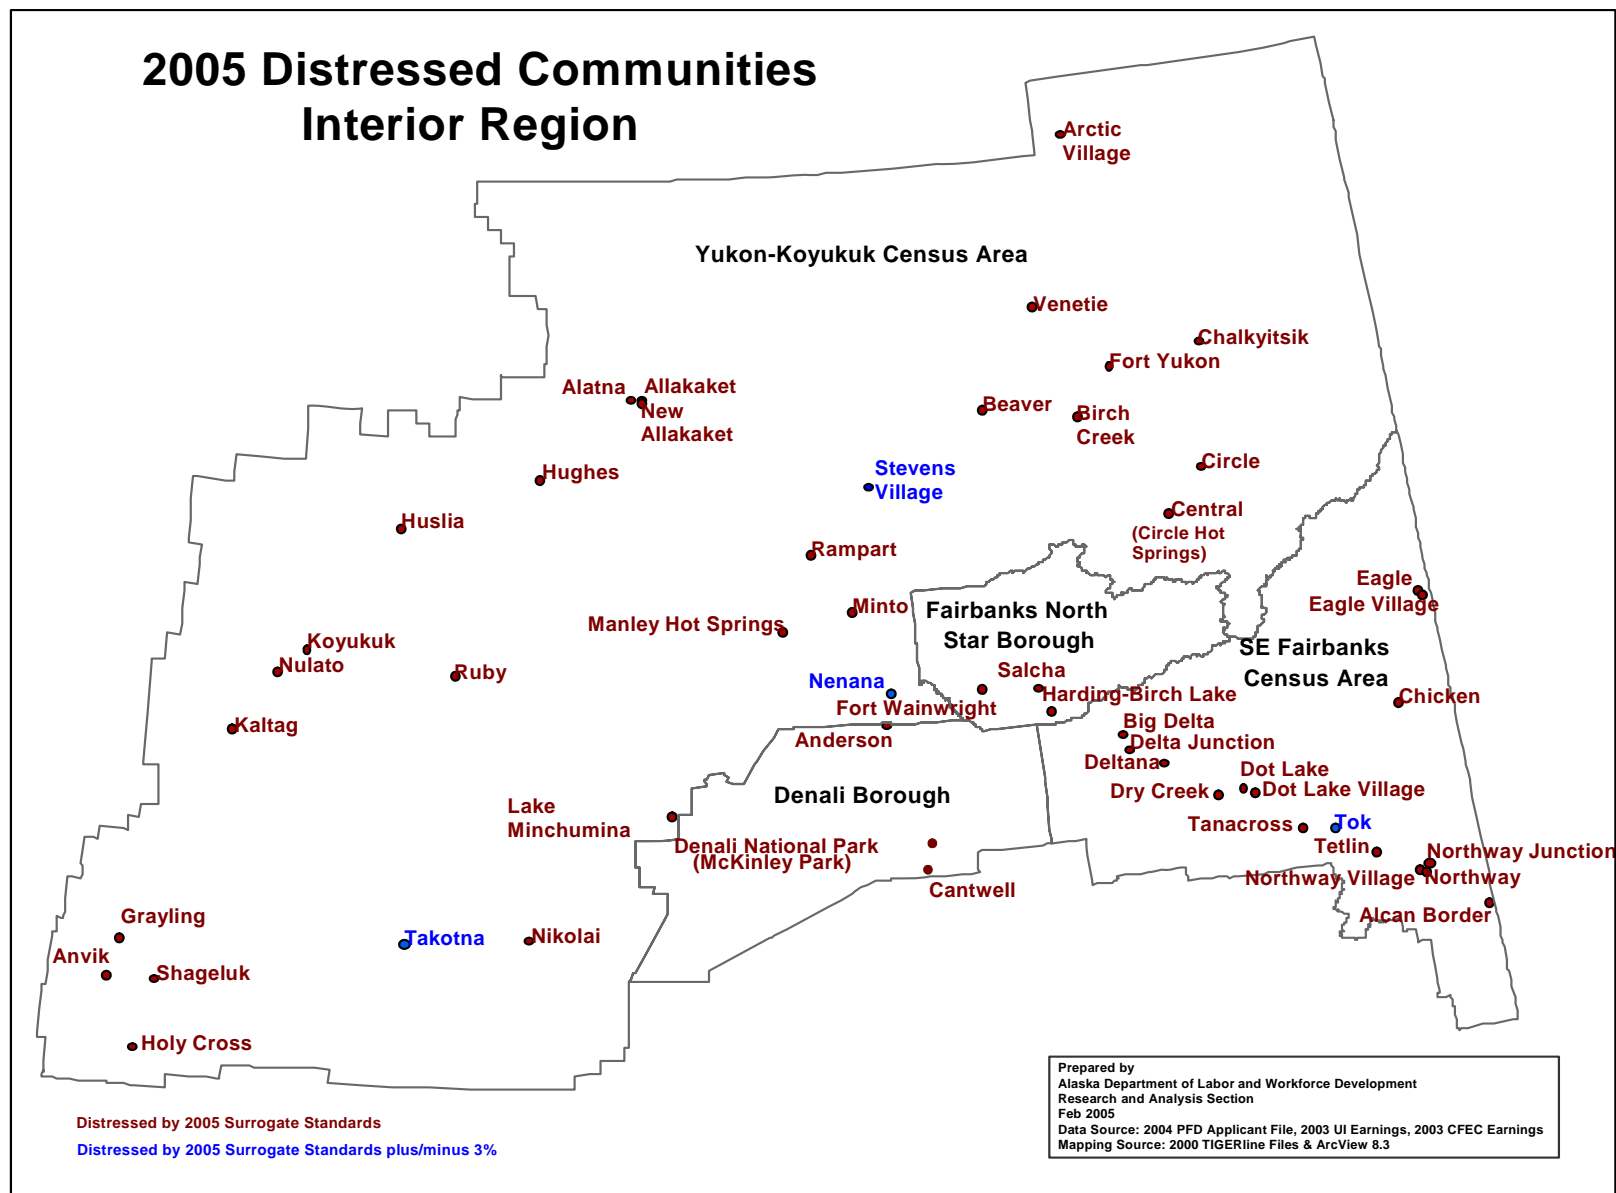 2005 Distressed Communities
Interior Region
Arctic
Village
Yukon-Koyukuk Census Area
Venetie
Chalkyitsik
Fort Yukon
Alatna
Allakaket
New
Allakaket
Beaver
Birch
Creek
Hughes
Stevens
Village
Circle
Central
(Circle Hot
Springs)
Huslia
Rampart
Eagle
Eagle Village
Minto
Fairbanks North
Star Borough
Manley Hot Springs
Koyukuk
Nulato
Ruby
SE Fairbanks
Census Area
Salcha
Nenana
Harding-Birch Lake
Chicken
Fort Wainwright
Kaltag
Anderson
Big Delta
Delta Junction
Deltana
Denali Borough
Dot Lake
Dry Creek
Dot Lake Village
Lake
Minchumina
Tanacross
Tok
Denali National Park
(McKinley Park)
Tetlin
Northway Junction
Northway Village
Northway
Cantwell
Alcan Border
Grayling
Takotna
Nikolai
Anvik
Shageluk
Holy Cross
Prepared by
Alaska Department of Labor and Workforce Development
Research and Analysis Section
Feb 2005
Data Source: 2004 PFD Applicant File, 2003 UI Earnings, 2003 CFEC Earnings
Mapping Source: 2000 TIGERline Files & ArcView 8.3
Distressed by 2005 Surrogate Standards
Distressed by 2005 Surrogate Standards plus/minus 3%